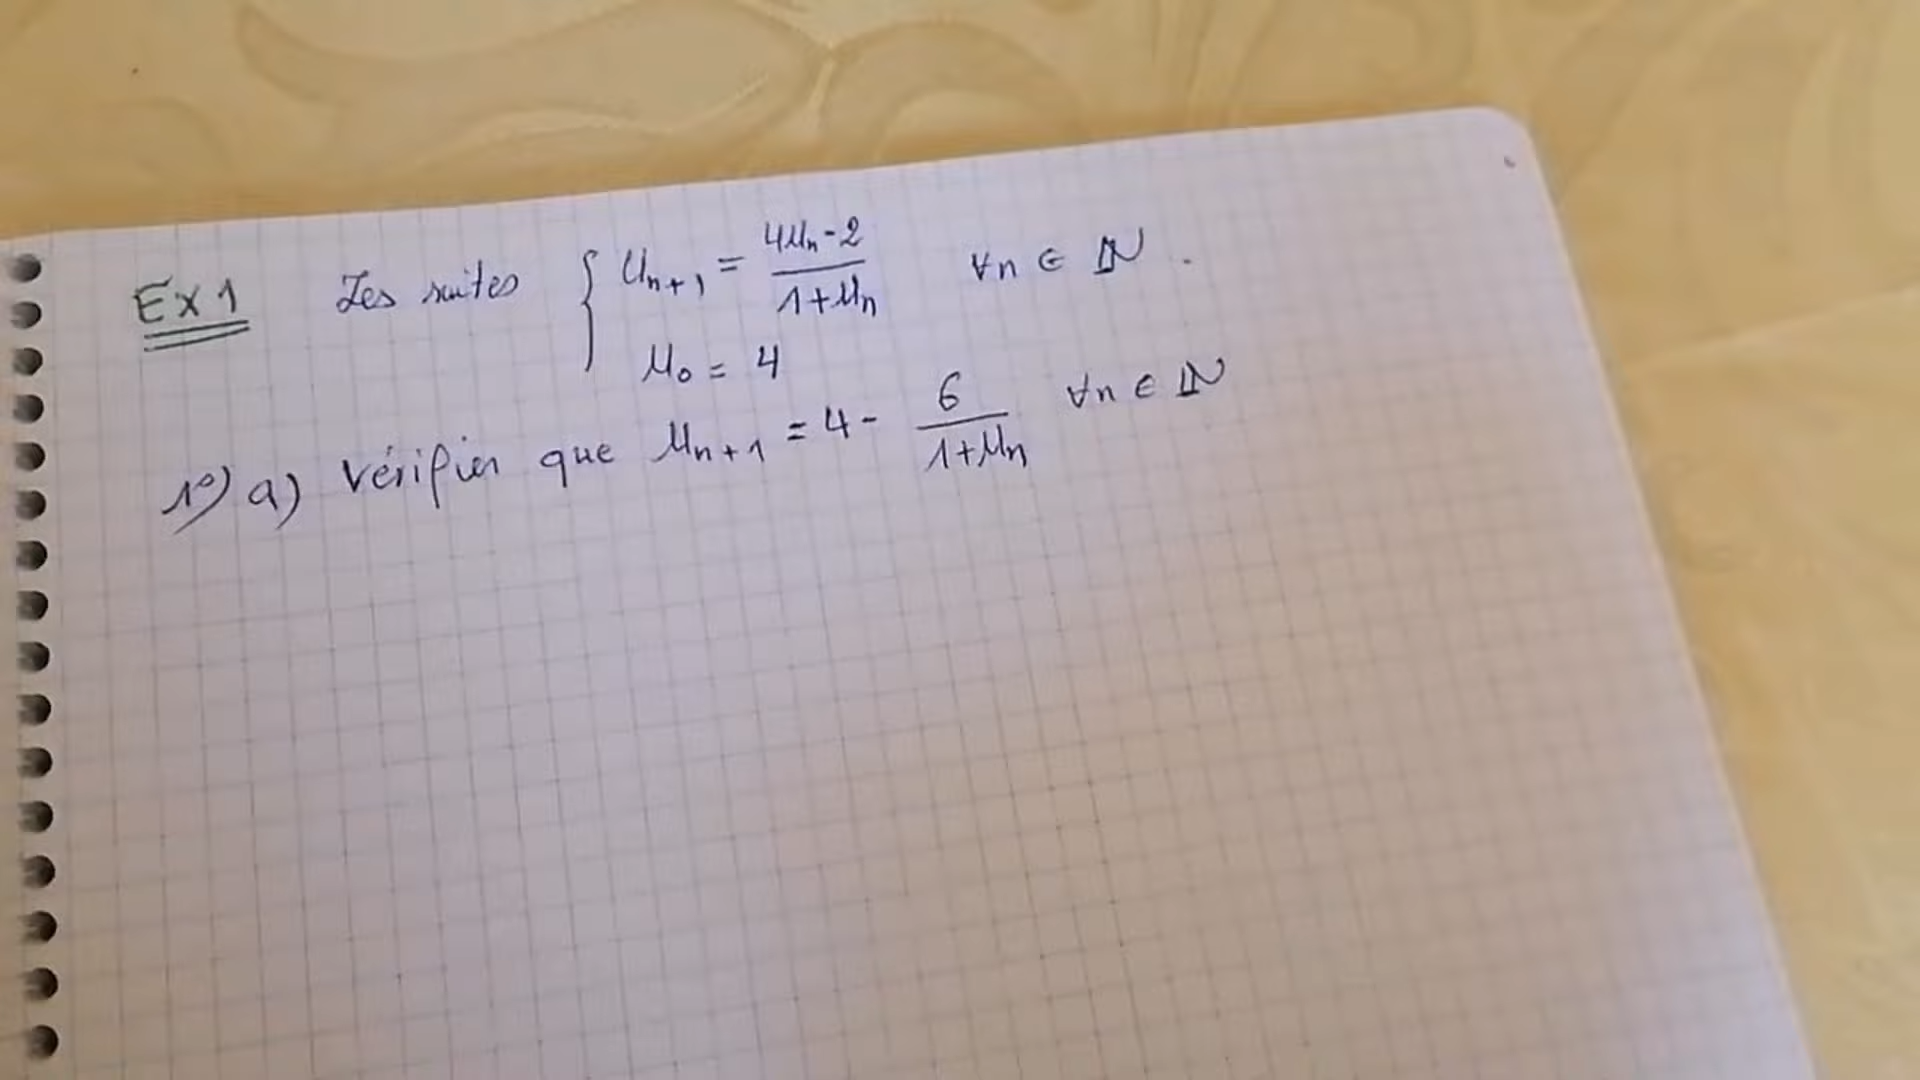 Ex 1 Les suites { Un+1 = (4Un - 2)/(1+Un) ∀n ∈ ℕ .
U0 = 4
1°) a) vérifier que Un+1 = 4 - 6/(1+Un) ∀n ∈ ℕ